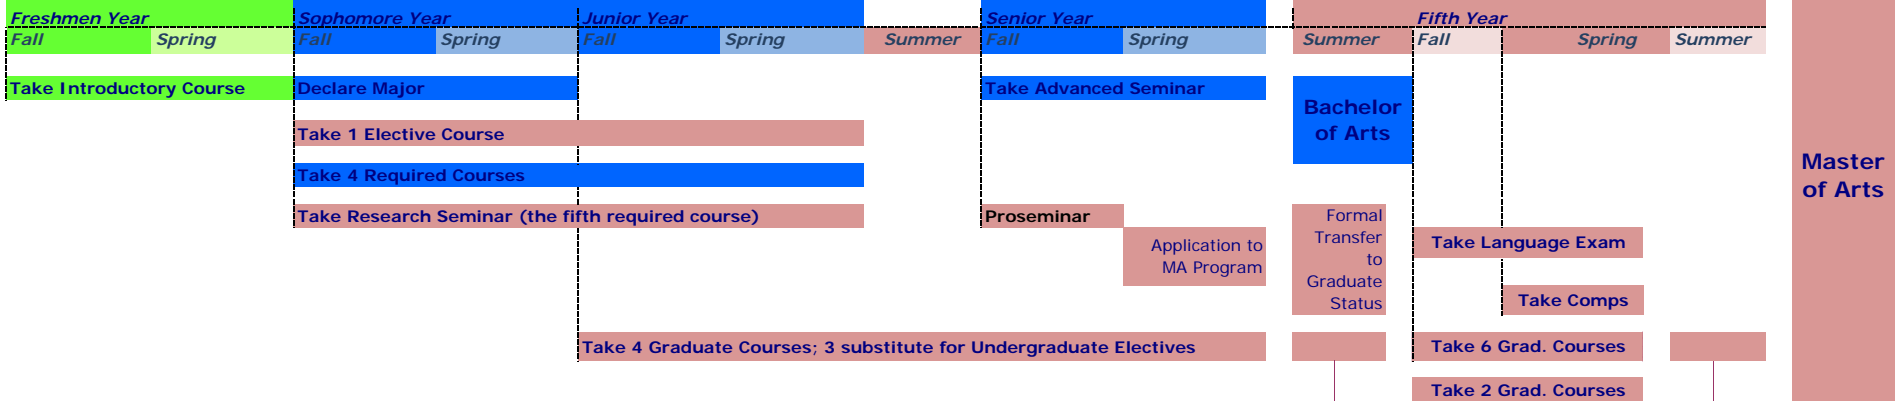 Freshmen Year Sophomore Year Junior Year Senior Year Fifth Year
Fall Spring Fall Spring Fall Spring Summer Fall Spring Summer Fall Spring Summer
Take Introductory Course Declare Major Take Advanced Seminar
Bachelor
of Arts
Take 1 Elective Course
Master
of Arts
Take 4 Required Courses
Take Research Seminar (the fifth required course) Proseminar
Application to
MA Program
Formal
Transfer
to
Graduate
Status
Take Language Exam
Take Comps
Take 4 Graduate Courses; 3 substitute for Undergraduate Electives Take 6 Grad. Courses
Take 2 Grad. Courses